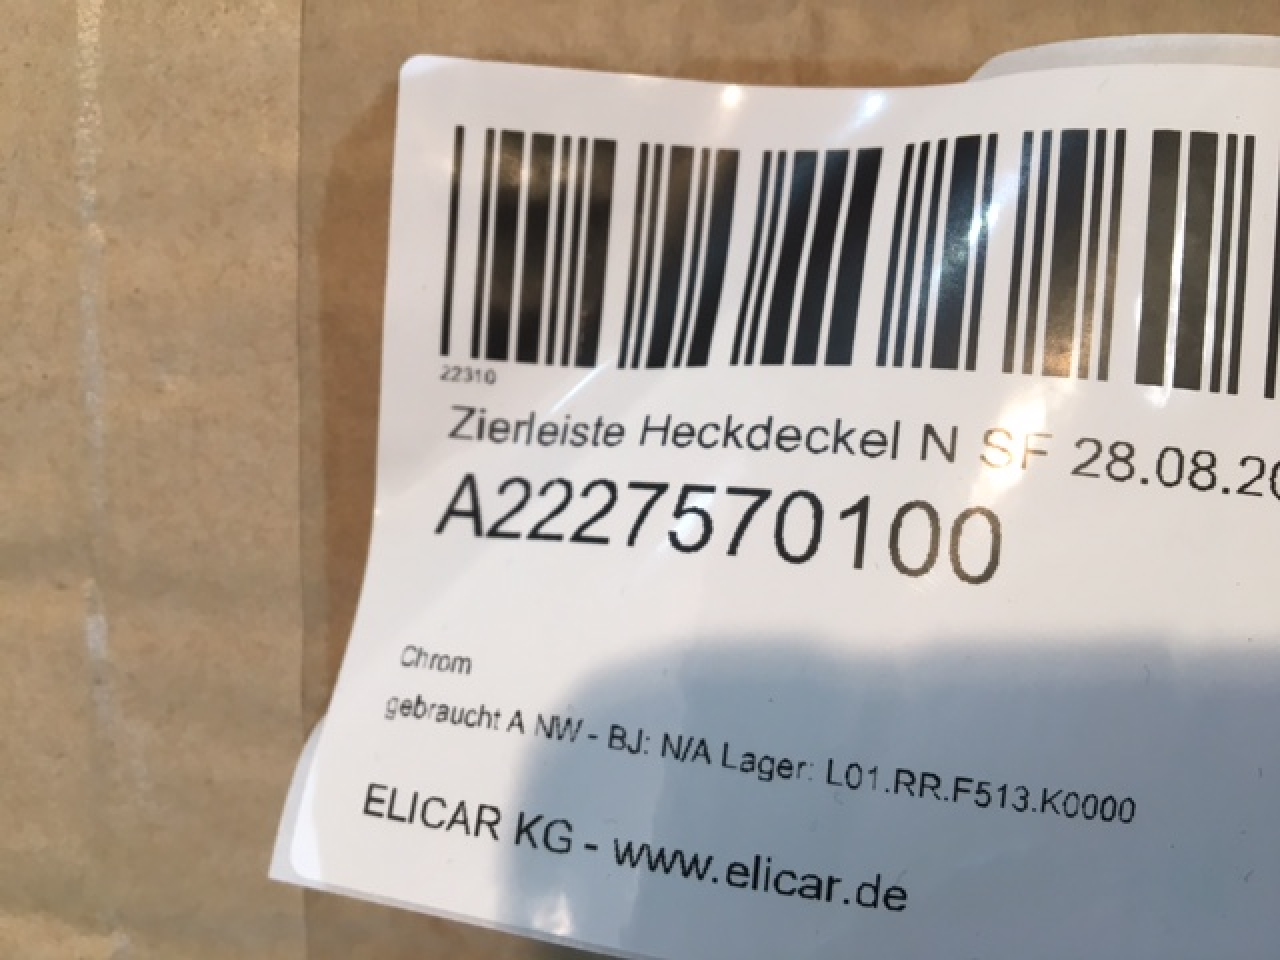 22310
Zierleiste Heckdeckel N SF 28.08.20
A2227570100
Chrom
gebraucht A NW - BJ: N/A Lager: L01.RR.F513.K0000
ELICAR KG - www.elicar.de